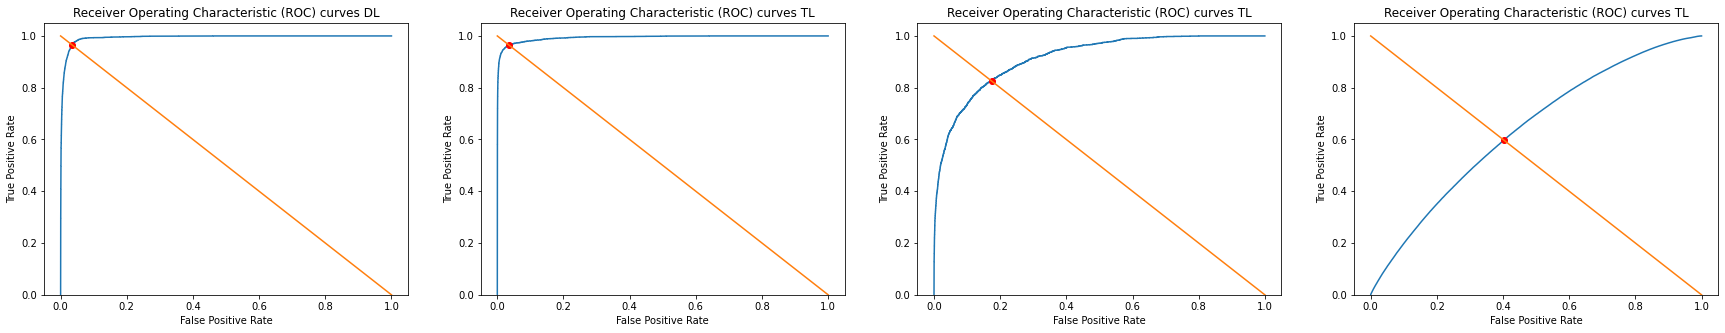 Receiver Operating Characteristic (ROC) curves DL
1.0
0.8
0.6
0.4
0.2
0.0
True Positive Rate
0.0 0.2 0.4 0.6 0.8 1.0
False Positive Rate
Receiver Operating Characteristic (ROC) curves TL
1.0
0.8
0.6
0.4
0.2
0.0
True Positive Rate
0.0 0.2 0.4 0.6 0.8 1.0
False Positive Rate
Receiver Operating Characteristic (ROC) curves TL
1.0
0.8
0.6
0.4
0.2
0.0
True Positive Rate
0.0 0.2 0.4 0.6 0.8 1.0
False Positive Rate
Receiver Operating Characteristic (ROC) curves TL
1.0
0.8
0.6
0.4
0.2
0.0
True Positive Rate
0.0 0.2 0.4 0.6 0.8 1.0
False Positive Rate